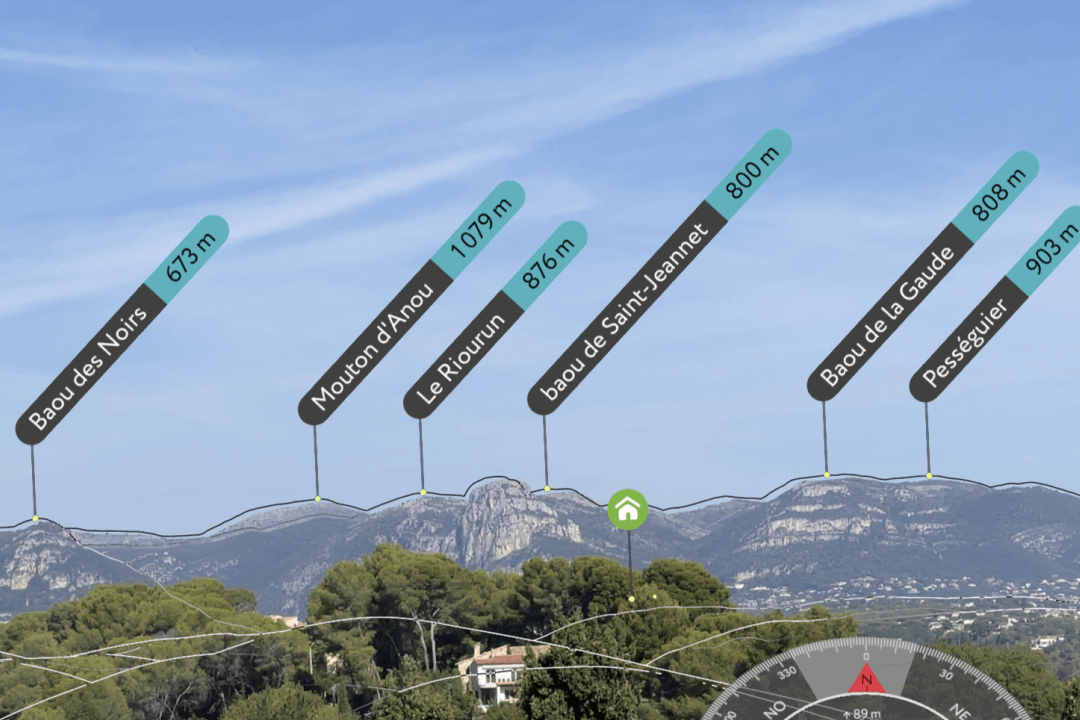 Baou des Noirs 673 m
Mouton d'Anou 1079 m
Le Riourun 876 m
baou de Saint-Jeannet 800 m
Baou de la Gaude 808 m
Pességuier 903 m
330 0 30
N
NO NE
↑89 m